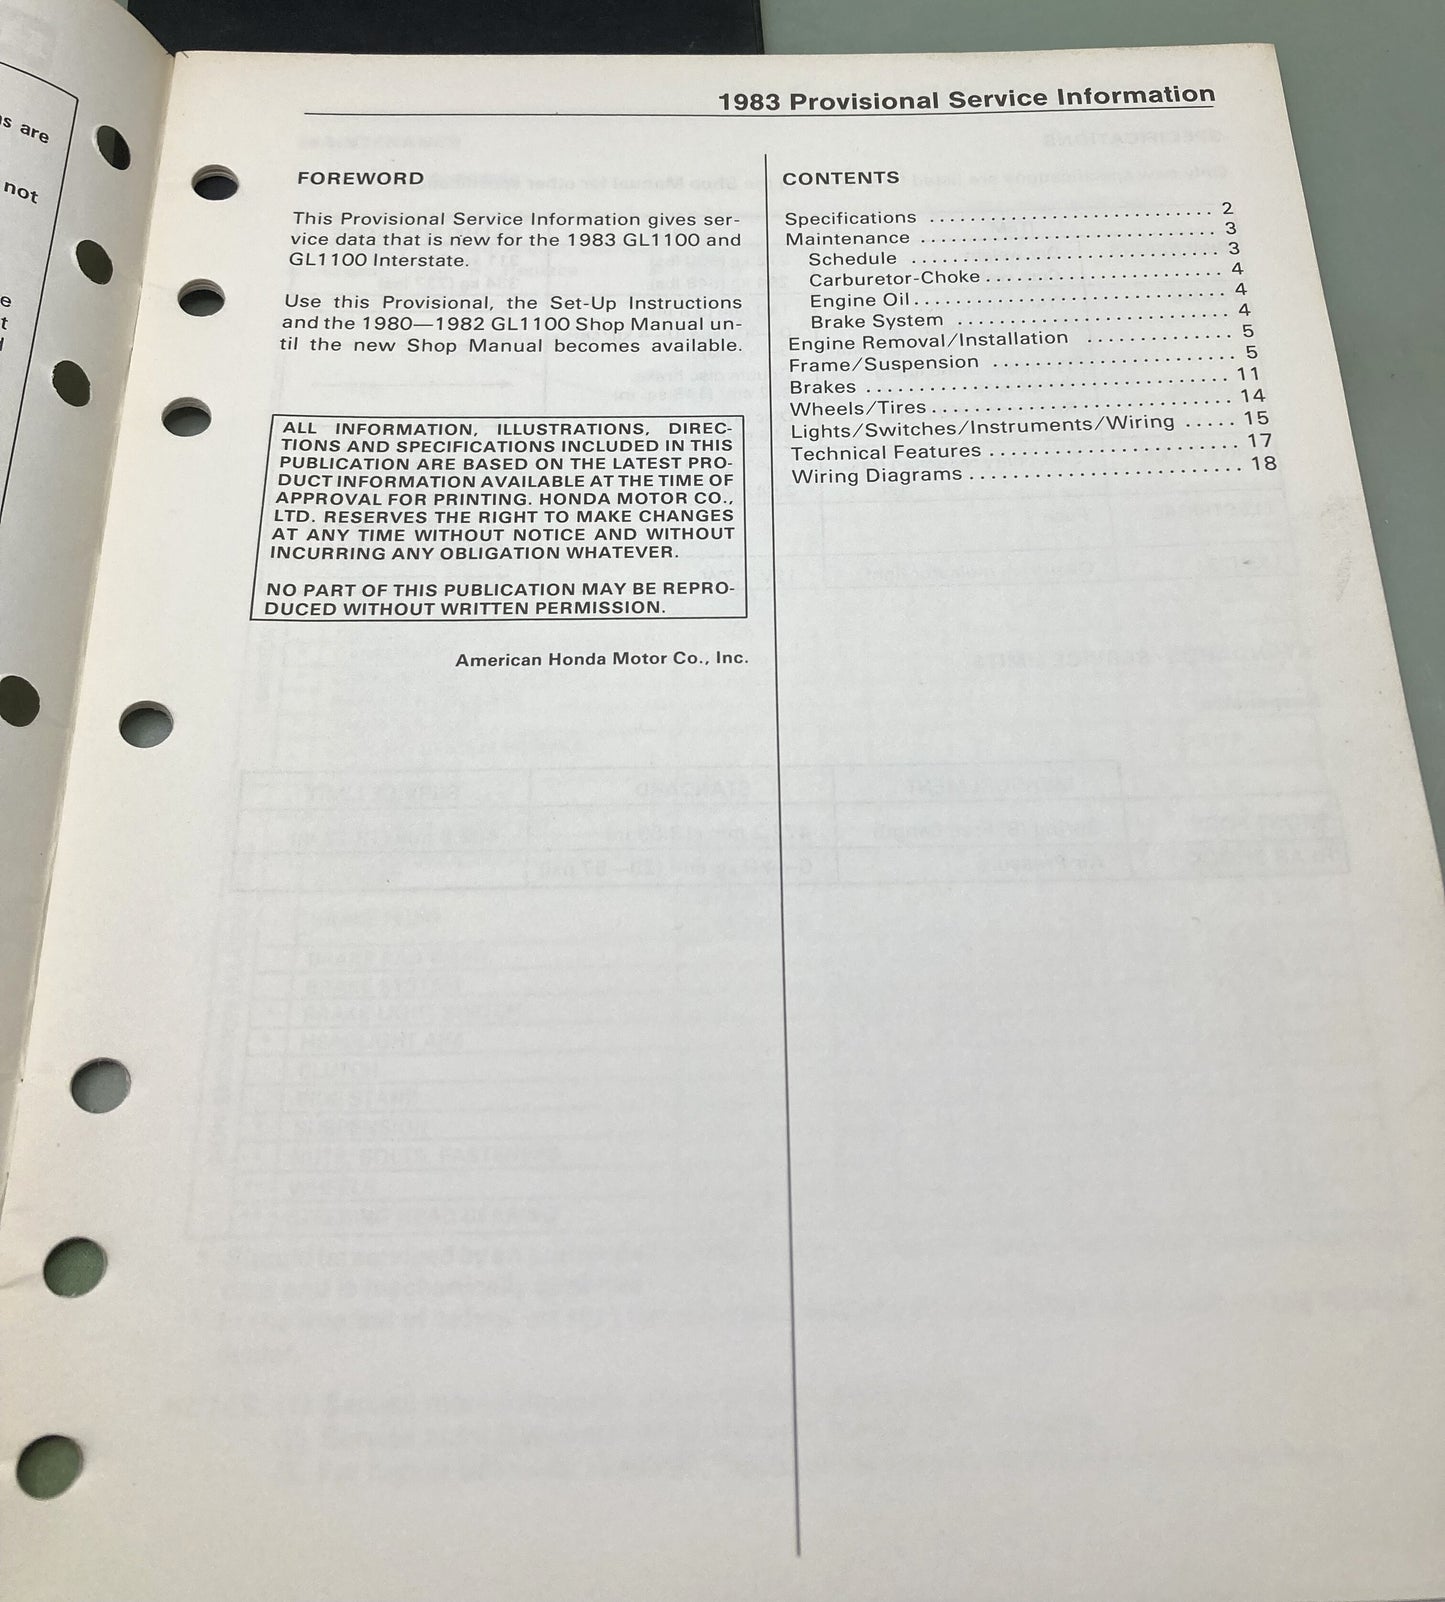 s are
not
e
t
1983 Provisional Service Information
FOREWORD
This Provisional Service Information gives ser-
vice data that is new for the 1983 GL1100 and
GL1100 Interstate.
Use this Provisional, the Set-Up Instructions
and the 1980—1982 GL1100 Shop Manual un-
til the new Shop Manual becomes available.
ALL INFORMATION, ILLUSTRATIONS, DIREC-
TIONS AND SPECIFICATIONS INCLUDED IN THIS
PUBLICATION ARE BASED ON THE LATEST PRO-
DUCT INFORMATION AVAILABLE AT THE TIME OF
APPROVAL FOR PRINTING. HONDA MOTOR CO.,
LTD. RESERVES THE RIGHT TO MAKE CHANGES
AT ANY TIME WITHOUT NOTICE AND WITHOUT
INCURRING ANY OBLIGATION WHATEVER.
NO PART OF THIS PUBLICATION MAY BE REPRO-
DUCED WITHOUT WRITTEN PERMISSION.
American Honda Motor Co., Inc.
CONTENTS
Specifications ............................ 2
Maintenance ............................. 3
Schedule ............................... 3
Carburetor-Choke ....................... 4
Engine Oil .............................. 4
Brake System ........................... 4
Engine Removal/Installation .............. 5
Frame/Suspension ........................ 5
Brakes .................................. 11
Wheels/Tires ............................ 14
Lights/Switches/Instruments/Wiring ..... 15
Technical Features ....................... 17
Wiring Diagrams ......................... 18